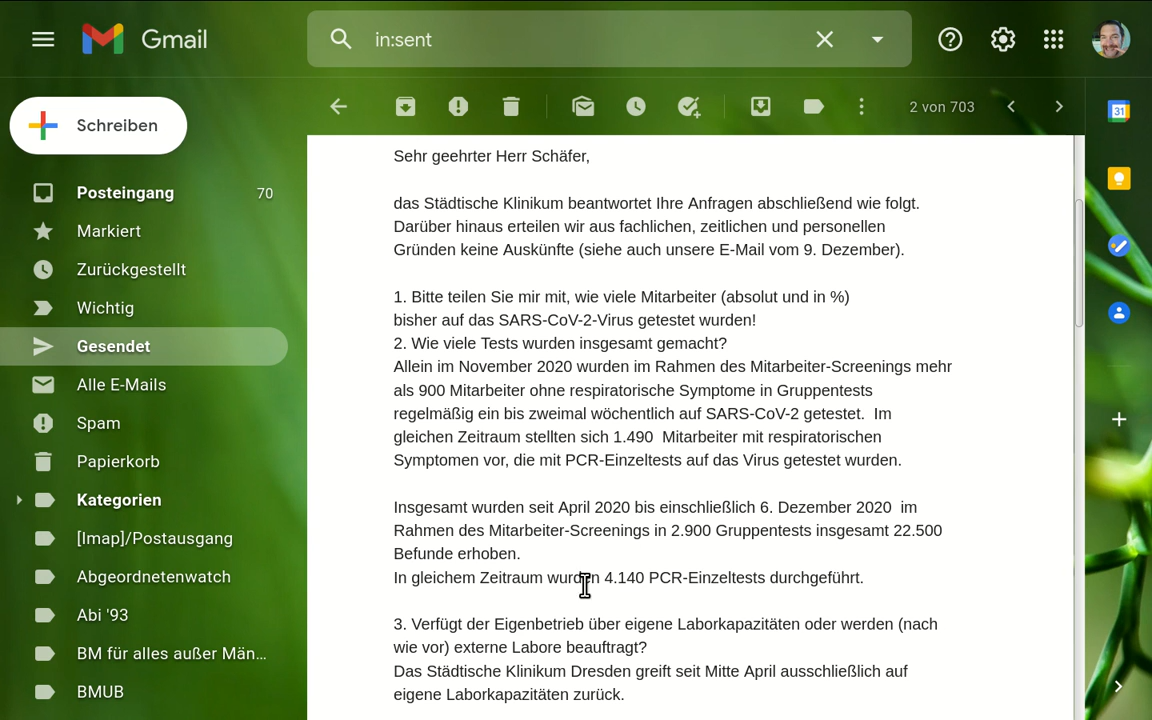 Gmail
in:sent
Schreiben
2 von 703
31
Posteingang 70
Markiert
Zurückgestellt
Wichtig
Gesendet
Alle E-Mails
Spam
Papierkorb
Kategorien
[Imap]/Postausgang
Abgeordnetenwatch
Abi '93
BM für alles außer Män...
BMUB
Sehr geehrter Herr Schäfer,
das Städtische Klinikum beantwortet Ihre Anfragen abschließend wie folgt.
Darüber hinaus erteilen wir aus fachlichen, zeitlichen und personellen
Gründen keine Auskünfte (siehe auch unsere E-Mail vom 9. Dezember).
1. Bitte teilen Sie mir mit, wie viele Mitarbeiter (absolut und in %)
bisher auf das SARS-CoV-2-Virus getestet wurden!
2. Wie viele Tests wurden insgesamt gemacht?
Allein im November 2020 wurden im Rahmen des Mitarbeiter-Screenings mehr
als 900 Mitarbeiter ohne respiratorische Symptome in Gruppentests
regelmäßig ein bis zweimal wöchentlich auf SARS-CoV-2 getestet.  Im
gleichen Zeitraum stellten sich 1.490  Mitarbeiter mit respiratorischen
Symptomen vor, die mit PCR-Einzeltests auf das Virus getestet wurden.
Insgesamt wurden seit April 2020 bis einschließlich 6. Dezember 2020  im
Rahmen des Mitarbeiter-Screenings in 2.900 Gruppentests insgesamt 22.500
Befunde erhoben.
In gleichem Zeitraum wurden 4.140 PCR-Einzeltests durchgeführt.
3. Verfügt der Eigenbetrieb über eigene Laborkapazitäten oder werden (nach
wie vor) externe Labore beauftragt?
Das Städtische Klinikum Dresden greift seit Mitte April ausschließlich auf
eigene Laborkapazitäten zurück.